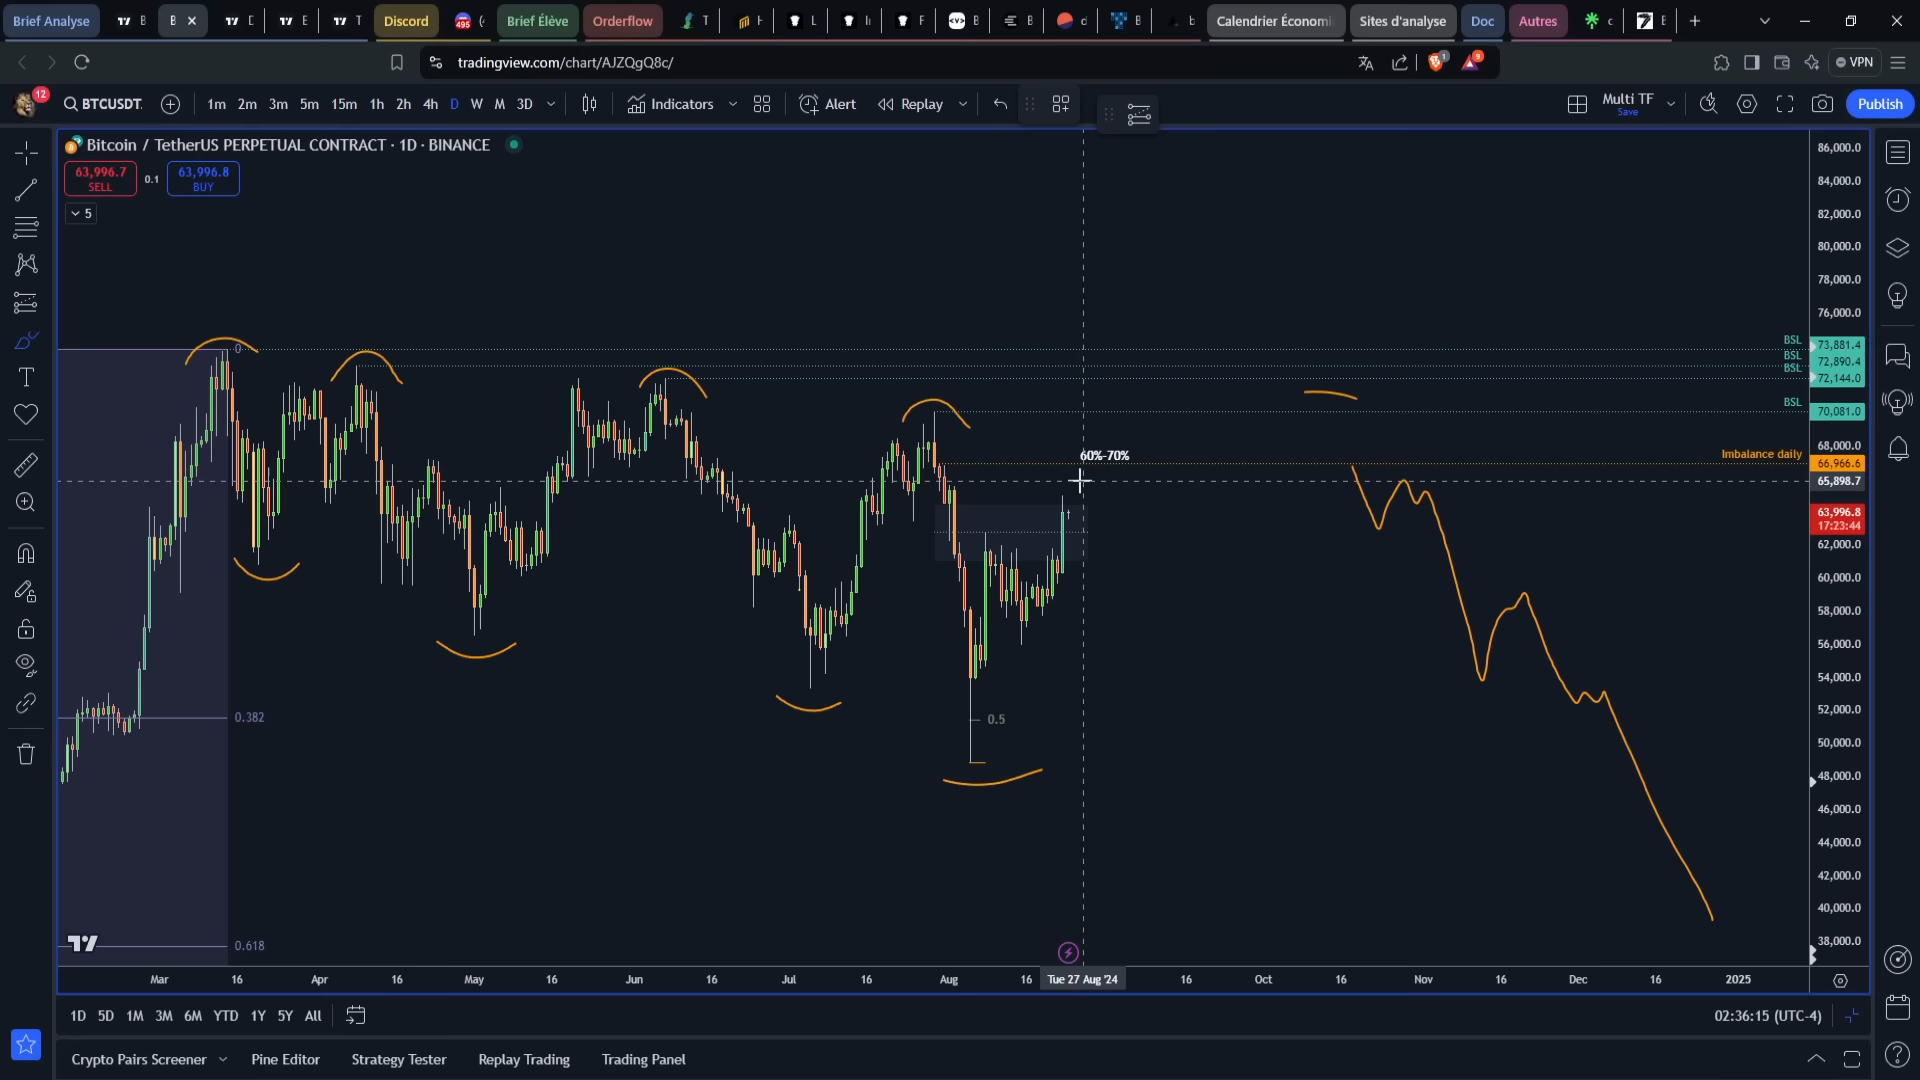 Brief Analyse B B D E T Discord 495 ( Brief Élève Orderflow T H L Ir F B B d B b Calendrier Économi Sites d'analyse Doc Autres c E
tradingview.com/chart/AJZQgQ8c/ 1 9 VPN
12 BTCUSDT. 1m 2m 3m 5m 15m 1h 2h 4h D W M 3D Indicators Alert Replay Multi TF Save Publish
Bitcoin / TetherUS PERPETUAL CONTRACT · 1D · BINANCE
63,996.7 SELL 0.1 63,996.8 BUY
5
86,000.0
84,000.0
82,000.0
80,000.0
78,000.0
76,000.0
0 BSL 73,881.4
BSL 72,890.4
BSL 72,144.0
BSL 70,081.0
68,000.0
60%-70% Imbalance daily 66,966.6
65,898.7
63,996.8
17:23:44
62,000.0
60,000.0
58,000.0
56,000.0
54,000.0
52,000.0
0.382 0.5
50,000.0
48,000.0
46,000.0
44,000.0
42,000.0
40,000.0
38,000.0
0.618
Mar 16 Apr 16 May 16 Jun 16 Jul 16 Aug 16 Tue 27 Aug '24 16 Oct 16 Nov 16 Dec 16 2025
1D 5D 1M 3M 6M YTD 1Y 5Y All 02:36:15 (UTC-4)
Crypto Pairs Screener Pine Editor Strategy Tester Replay Trading Trading Panel